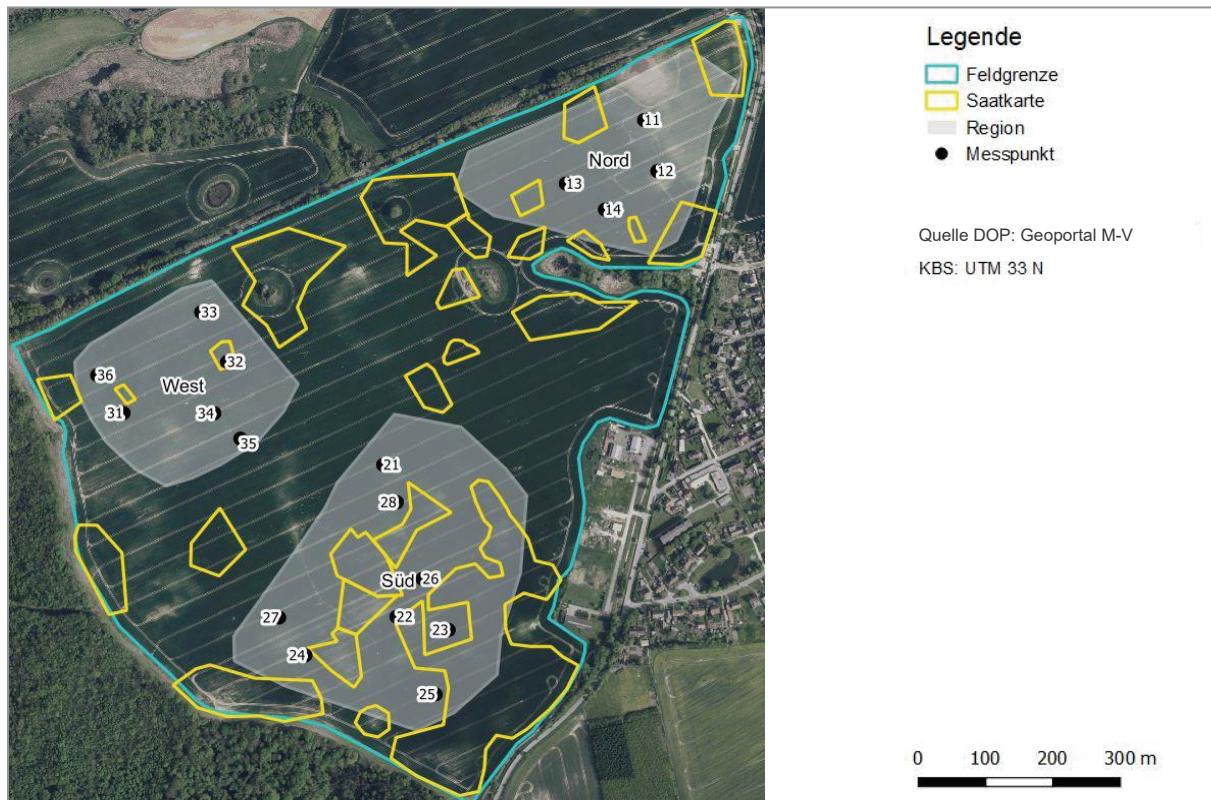 Legende
Feldgrenze
Saatkarte
Region
Messpunkt
Quelle DOP: Geoportal M-V
KBS: UTM 33 N
0 100 200 300 m
11
Nord
12
13
14
33
32
36
West
31
34
35
21
28
Süd
26
27
22
23
24
25